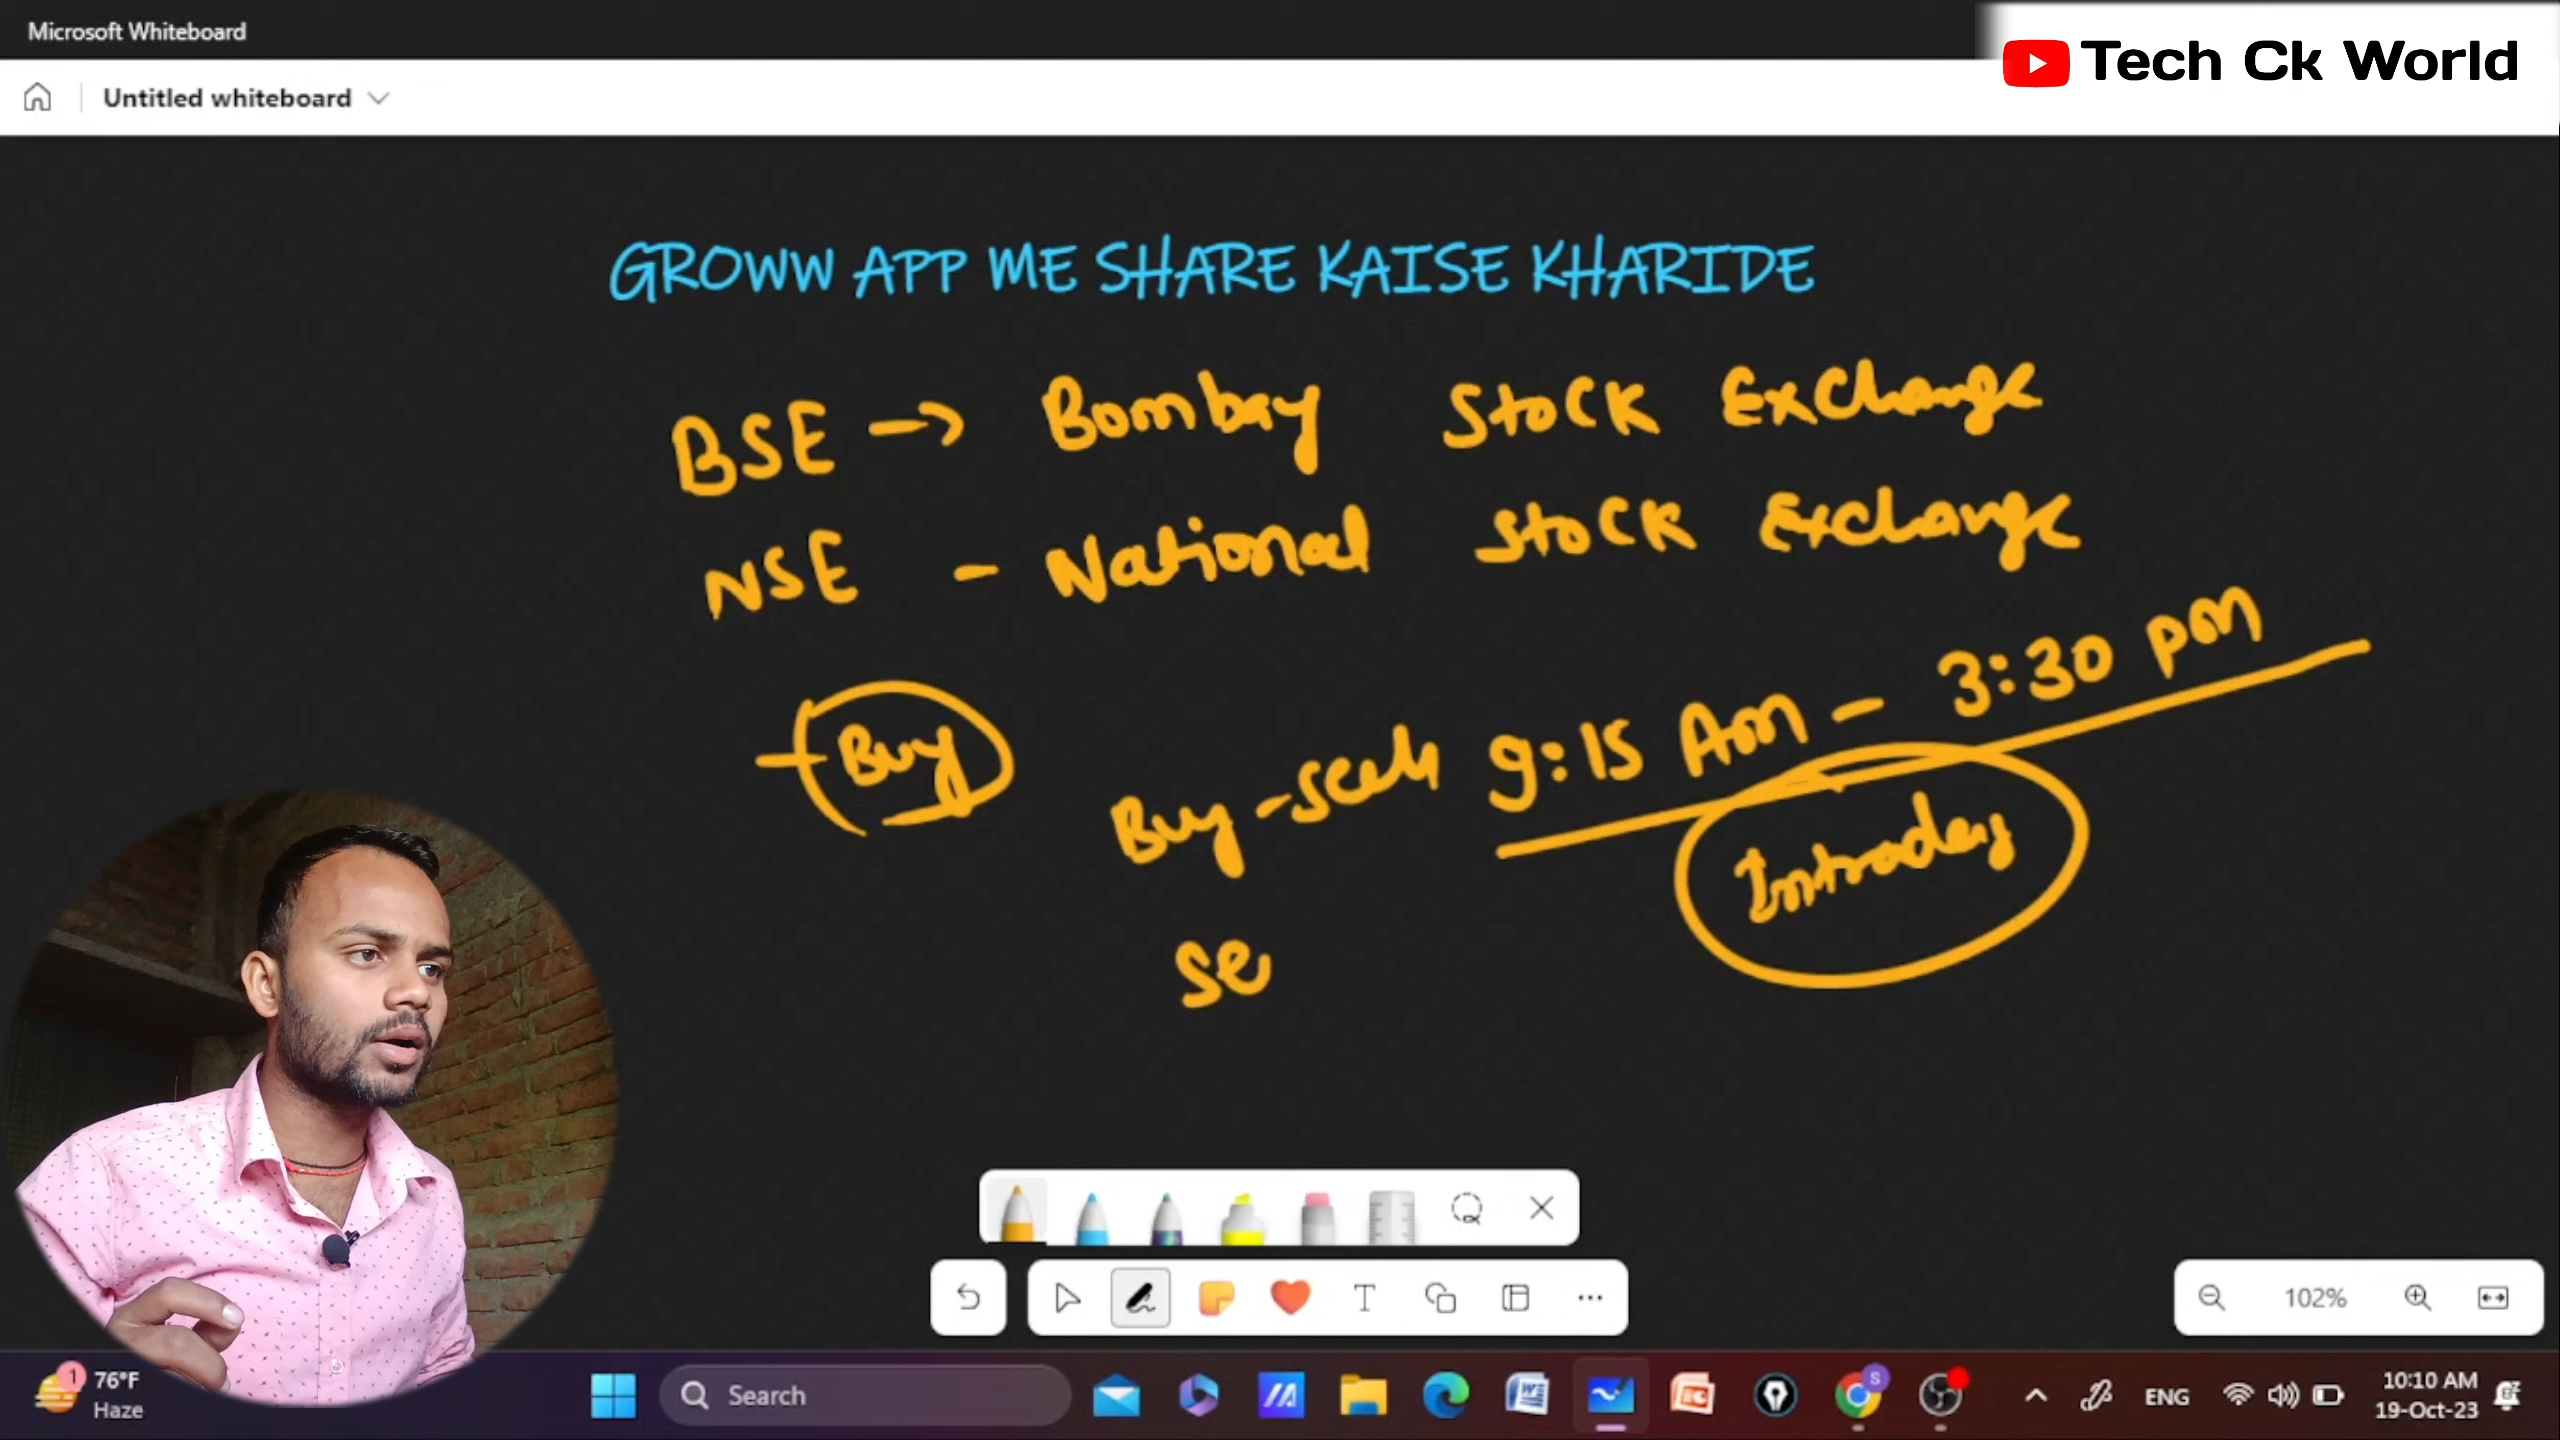 Microsoft Whiteboard
Tech Ck World
Untitled whiteboard
GROWW APP ME SHARE KAISE KHARIDE
BSE → Bombay Stock Exchange
NSE - National Stock Exchange
Buy
Buy - sell 9:15 Am - 3:30 pm
Intraday
se
102%
1
76°F
Haze
Search
S
ENG
10:10 AM
19-Oct-23